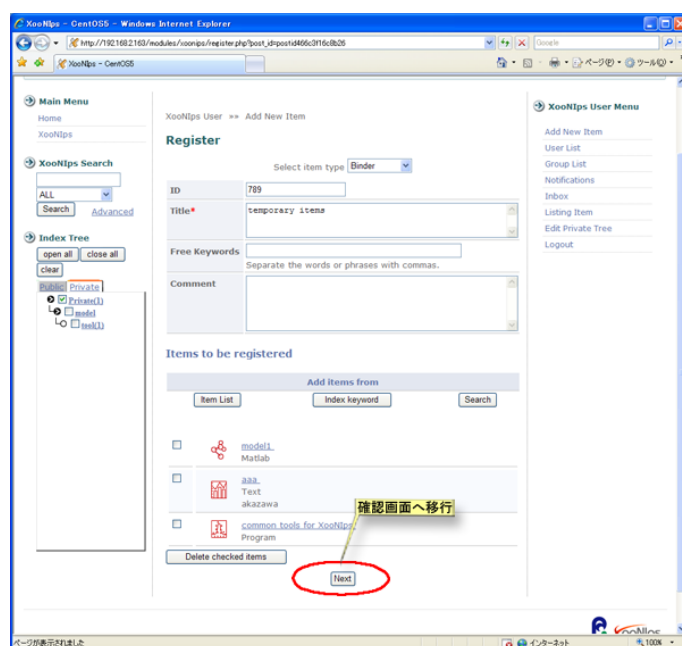 XooNIps - CentOS5 - Windows Internet Explorer
http://192.168.2.163/modules/xoonips/register.php?post_id=postid466c3f16c8b26
Google
XooNIps - CentOS5
ページ(P)
ツール(O)
Main Menu
Home
XooNIps
XooNIps Search
ALL
Search
Advanced
Index Tree
open all
close all
clear
Public
Private
Private(1)
model
tool(1)
XooNIps User »» Add New Item
Register
Select item type
Binder
ID
789
Title*
temporary items
Free Keywords
Separate the words or phrases with commas.
Comment
Items to be registered
Add items from
Item List
Index keyword
Search
model1
Matlab
aaa
Text
akazawa
common tools for XooNIps
Program
確認画面へ移行
Delete checked items
Next
XooNIps User Menu
Add New Item
User List
Group List
Notifications
Inbox
Listing Item
Edit Private Tree
Logout
XooNIps
ページが表示されました
インターネット
100%